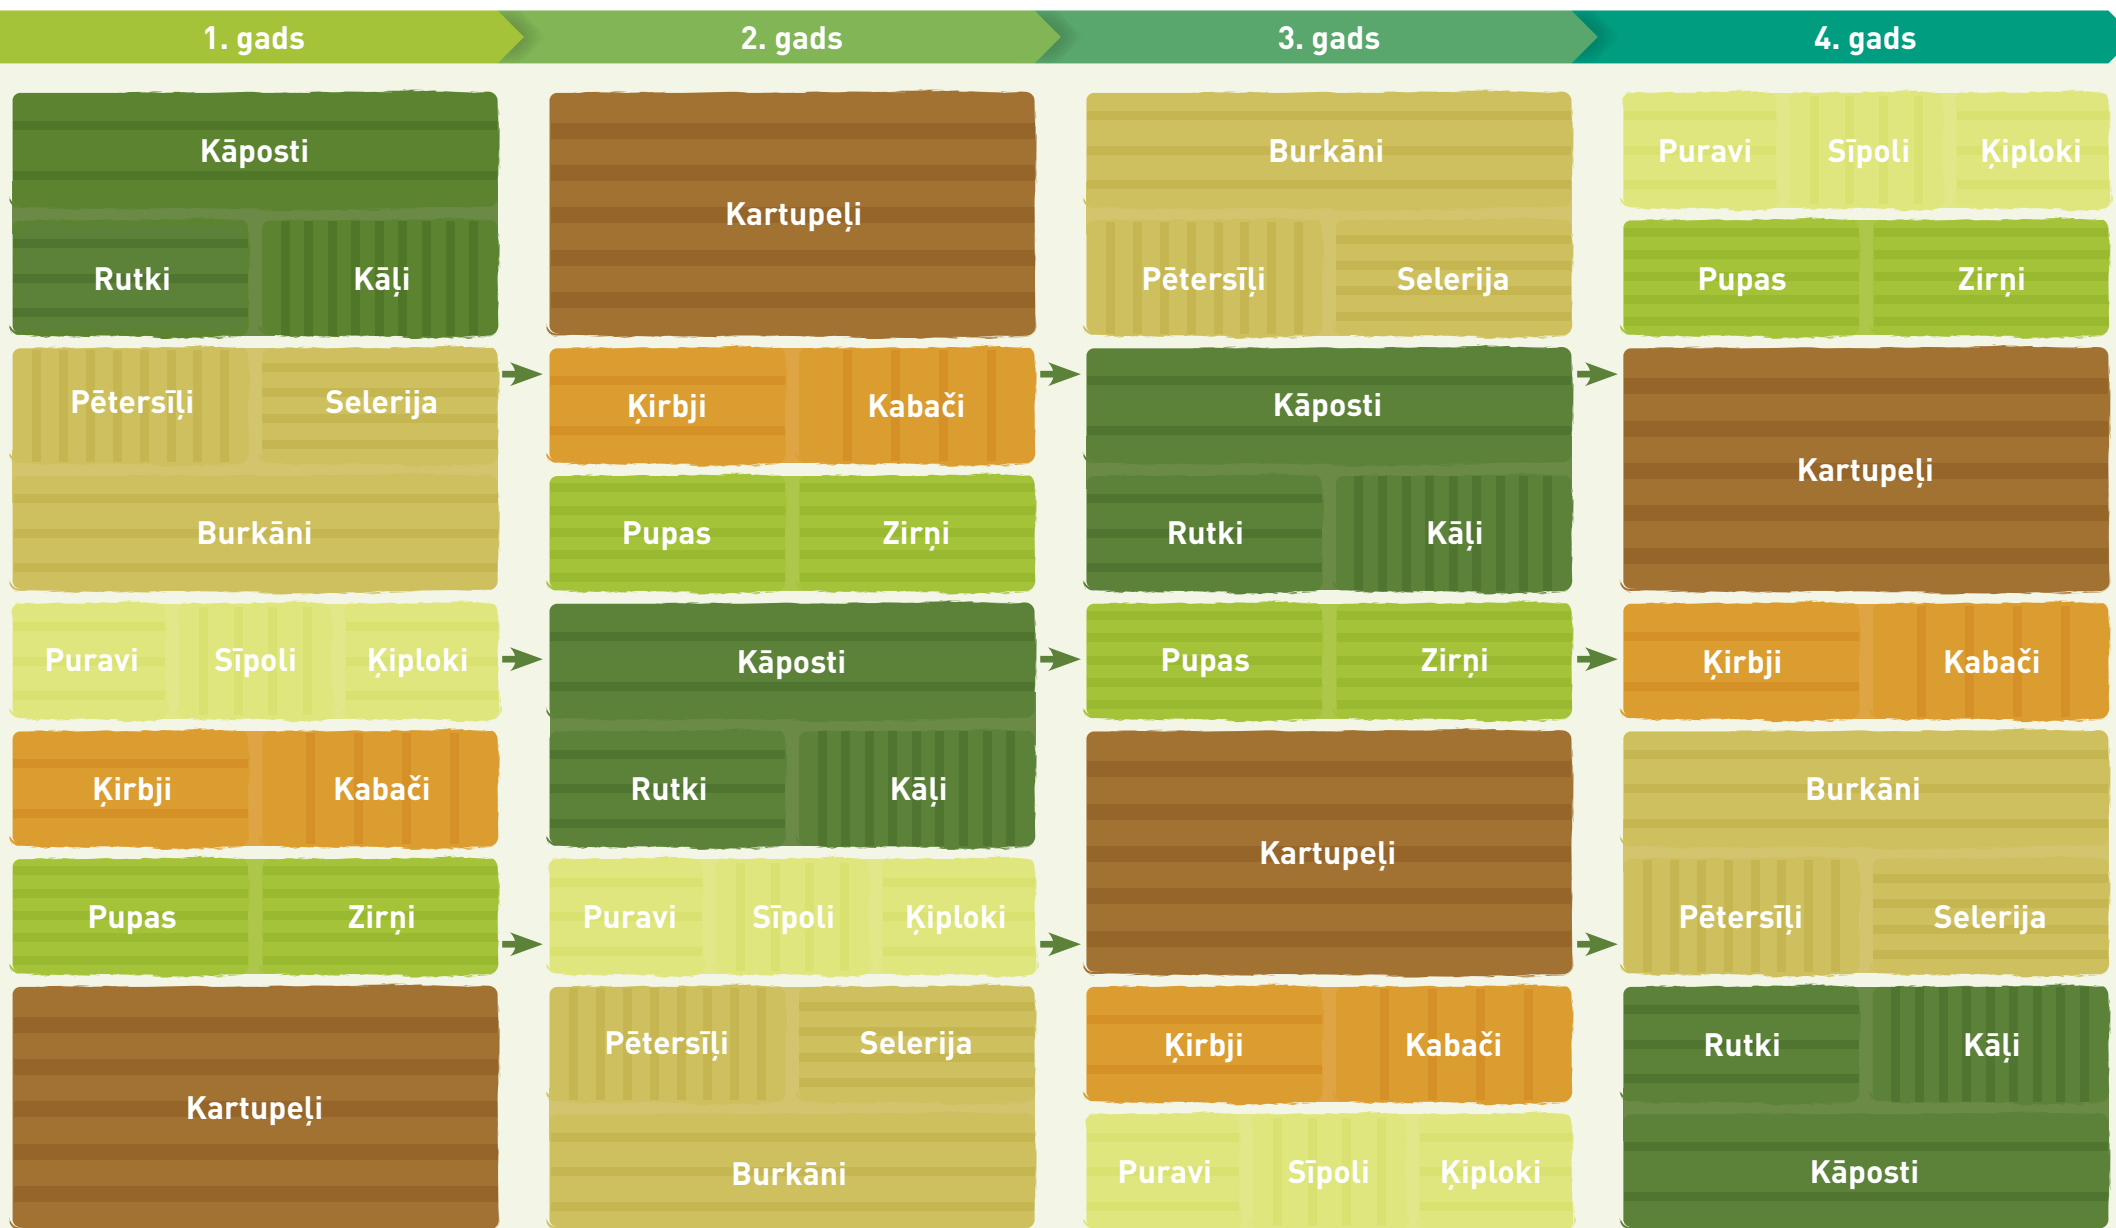 1. gads
2. gads
3. gads
4. gads
Kāposti
Rutki
Kāļi
Pētersīļi
Selerija
Burkāni
Puravi
Sīpoli
Ķiploki
Ķirbji
Kabači
Pupas
Zirņi
Kartupeļi
Kartupeļi
Ķirbji
Kabači
Pupas
Zirņi
Kāposti
Rutki
Kāļi
Puravi
Sīpoli
Ķiploki
Pētersīļi
Selerija
Burkāni
Burkāni
Pētersīļi
Selerija
Kāposti
Rutki
Kāļi
Pupas
Zirņi
Kartupeļi
Ķirbji
Kabači
Puravi
Sīpoli
Ķiploki
Puravi
Sīpoli
Ķiploki
Pupas
Zirņi
Kartupeļi
Ķirbji
Kabači
Burkāni
Pētersīļi
Selerija
Rutki
Kāļi
Kāposti